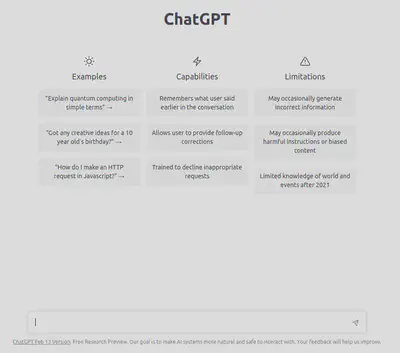 ChatGPT
Examples
"Explain quantum computing in
simple terms" →
"Got any creative ideas for a 10
year old's birthday?" →
"How do I make an HTTP
request in Javascript?" →
Capabilities
Remembers what user said
earlier in the conversation
Allows user to provide follow-up
corrections
Trained to decline inappropriate
requests
Limitations
May occasionally generate
incorrect information
May occasionally produce
harmful instructions or biased
content
Limited knowledge of world and
events after 2021
ChatGPT Feb 13 Version. Free Research Preview. Our goal is to make AI systems more natural and safe to interact with. Your feedback will help us improve.